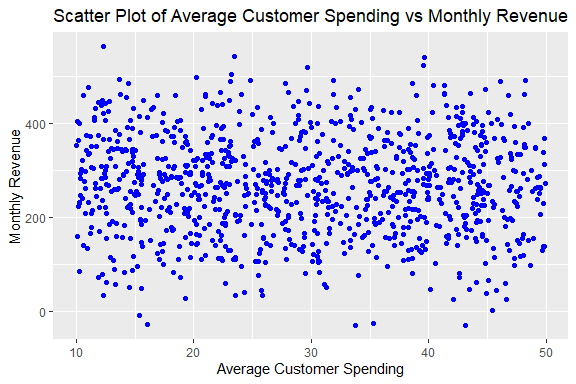 Scatter Plot of Average Customer Spending vs Monthly Revenue
Monthly Revenue
400
200
0
10 20 30 40 50
Average Customer Spending